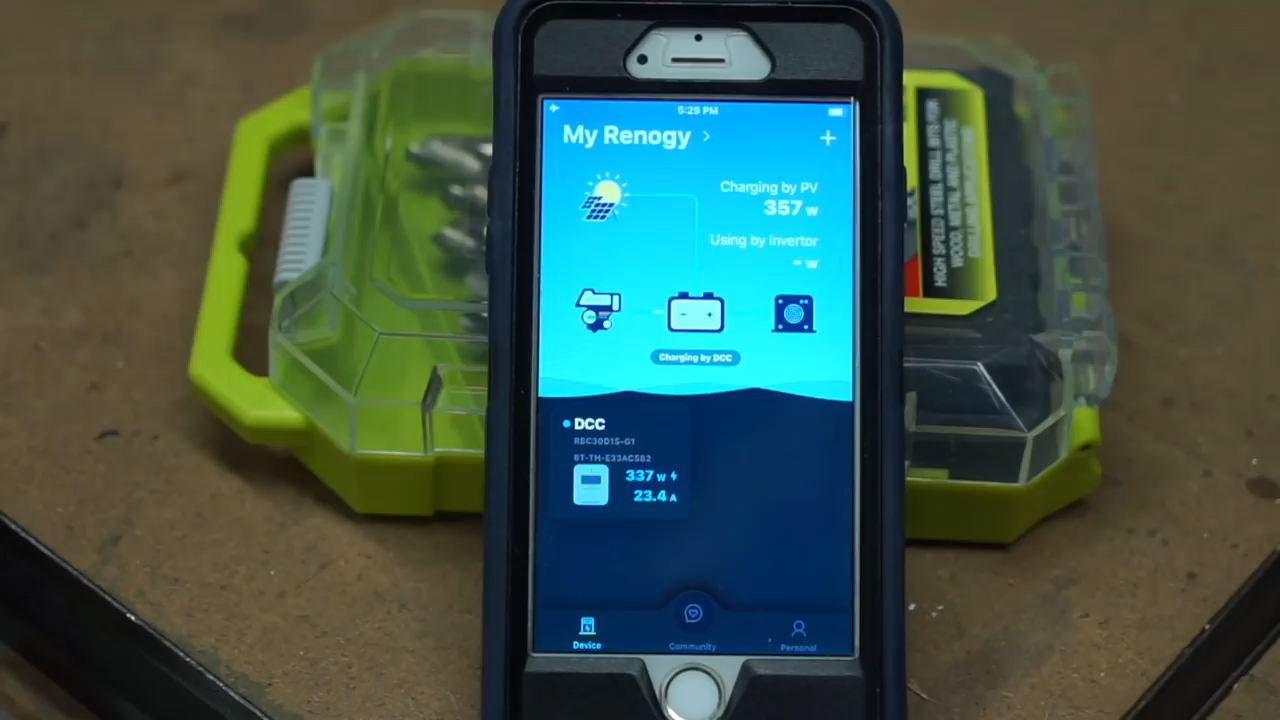 5:29 PM
My Renogy >
+
Charging by PV
357 W
Using by invertor
- W
Charging by DCC
DCC
RBC30D1S-G1
BT-TH-E33AC582
337 W
23.4 A
Device
Community
Personal
HIGH SPEED STEEL DRILL BITS FOR
WOOD, METAL AND PLASTIC